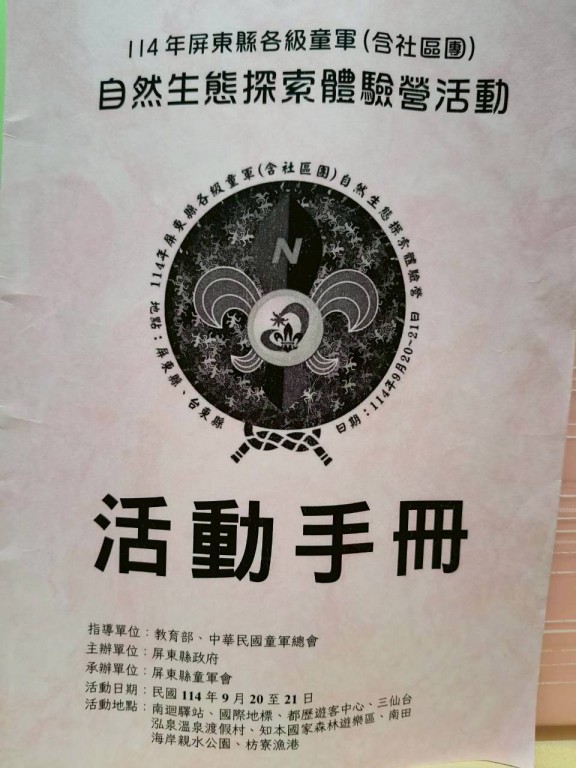 114年屏東縣各級童軍(含社區團)
自然生態探索體驗營活動
114年屏東縣各級童軍(含社區團)自然生態探索體驗營
N
地點：屏東縣、台東縣
日期：114年9月20~21日
活動手冊
指導單位：教育部、中華民國童軍總會
主辦單位：屏東縣政府
承辦單位：屏東縣童軍會
活動日期：民國 114 年 9 月 20 至 21 日
活動地點：南迴驛站、國際地標、都歷遊客中心、三仙台
泓泉溫泉渡假村、知本國家森林遊樂區、南田
海岸親水公園、枋寮漁港